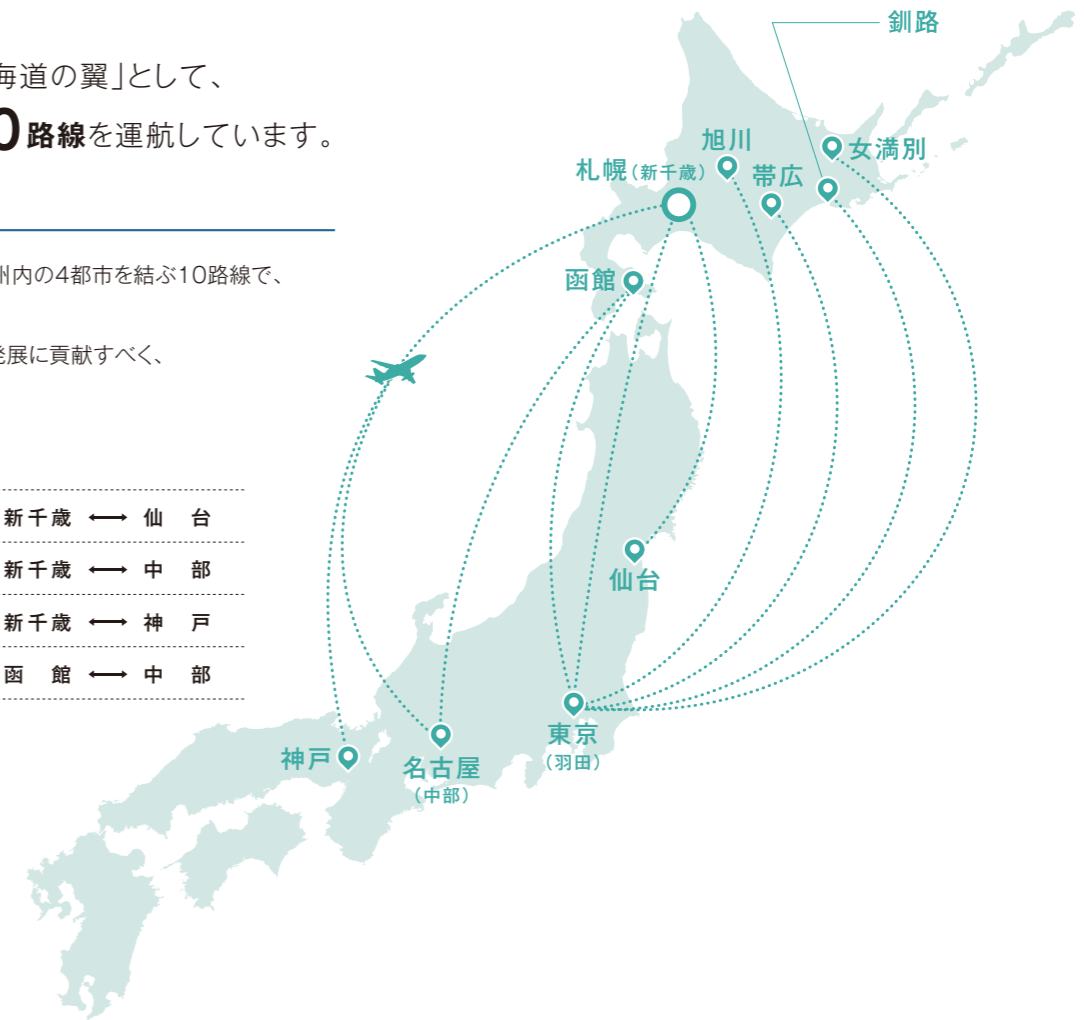 海道の翼」として、
0路線を運航しています。
州内の4都市を結ぶ10路線で、
発展に貢献すべく、
新千歳 ⟷ 仙 台
新千歳 ⟷ 中 部
新千歳 ⟷ 神 戸
函 館 ⟷ 中 部
釧路
旭川
女満別
札幌(新千歳)
帯広
函館
仙台
東京
(羽田)
神戸
名古屋
(中部)